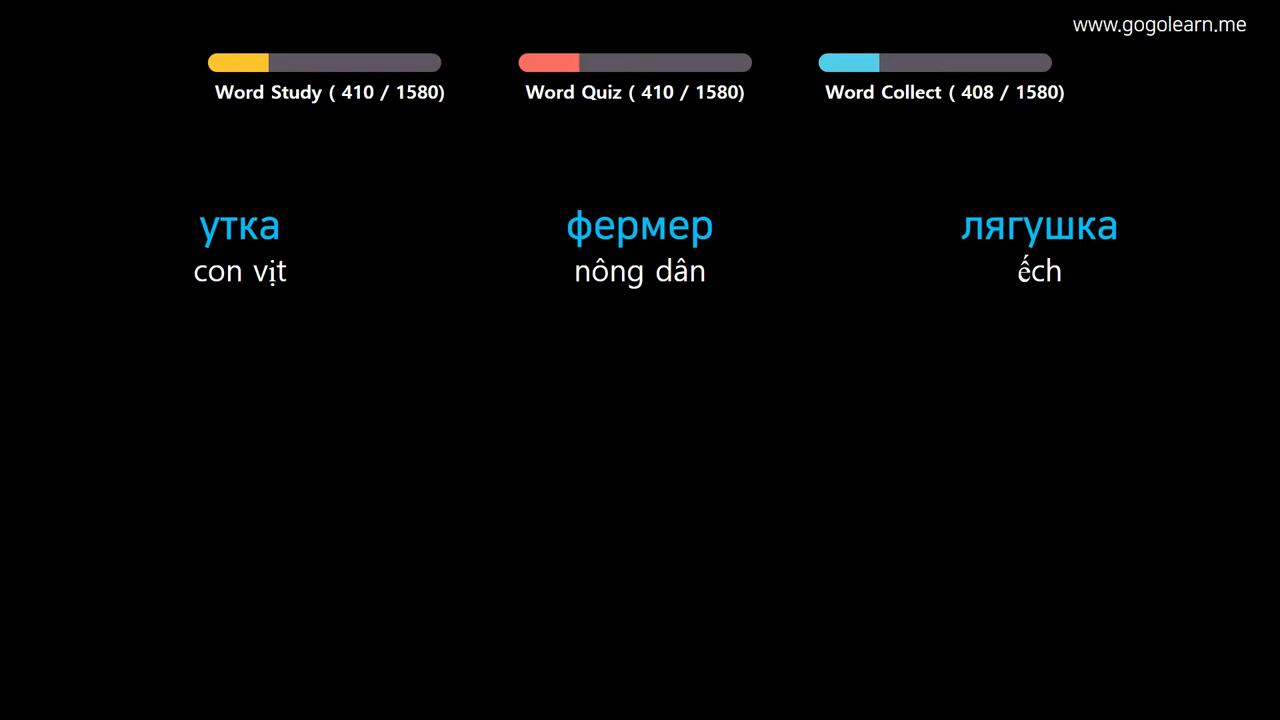 www.gogolearn.me
Word Study ( 410 / 1580)
Word Quiz ( 410 / 1580)
Word Collect ( 408 / 1580)
утка
con vịt
фермер
nông dân
лягушка
ếch